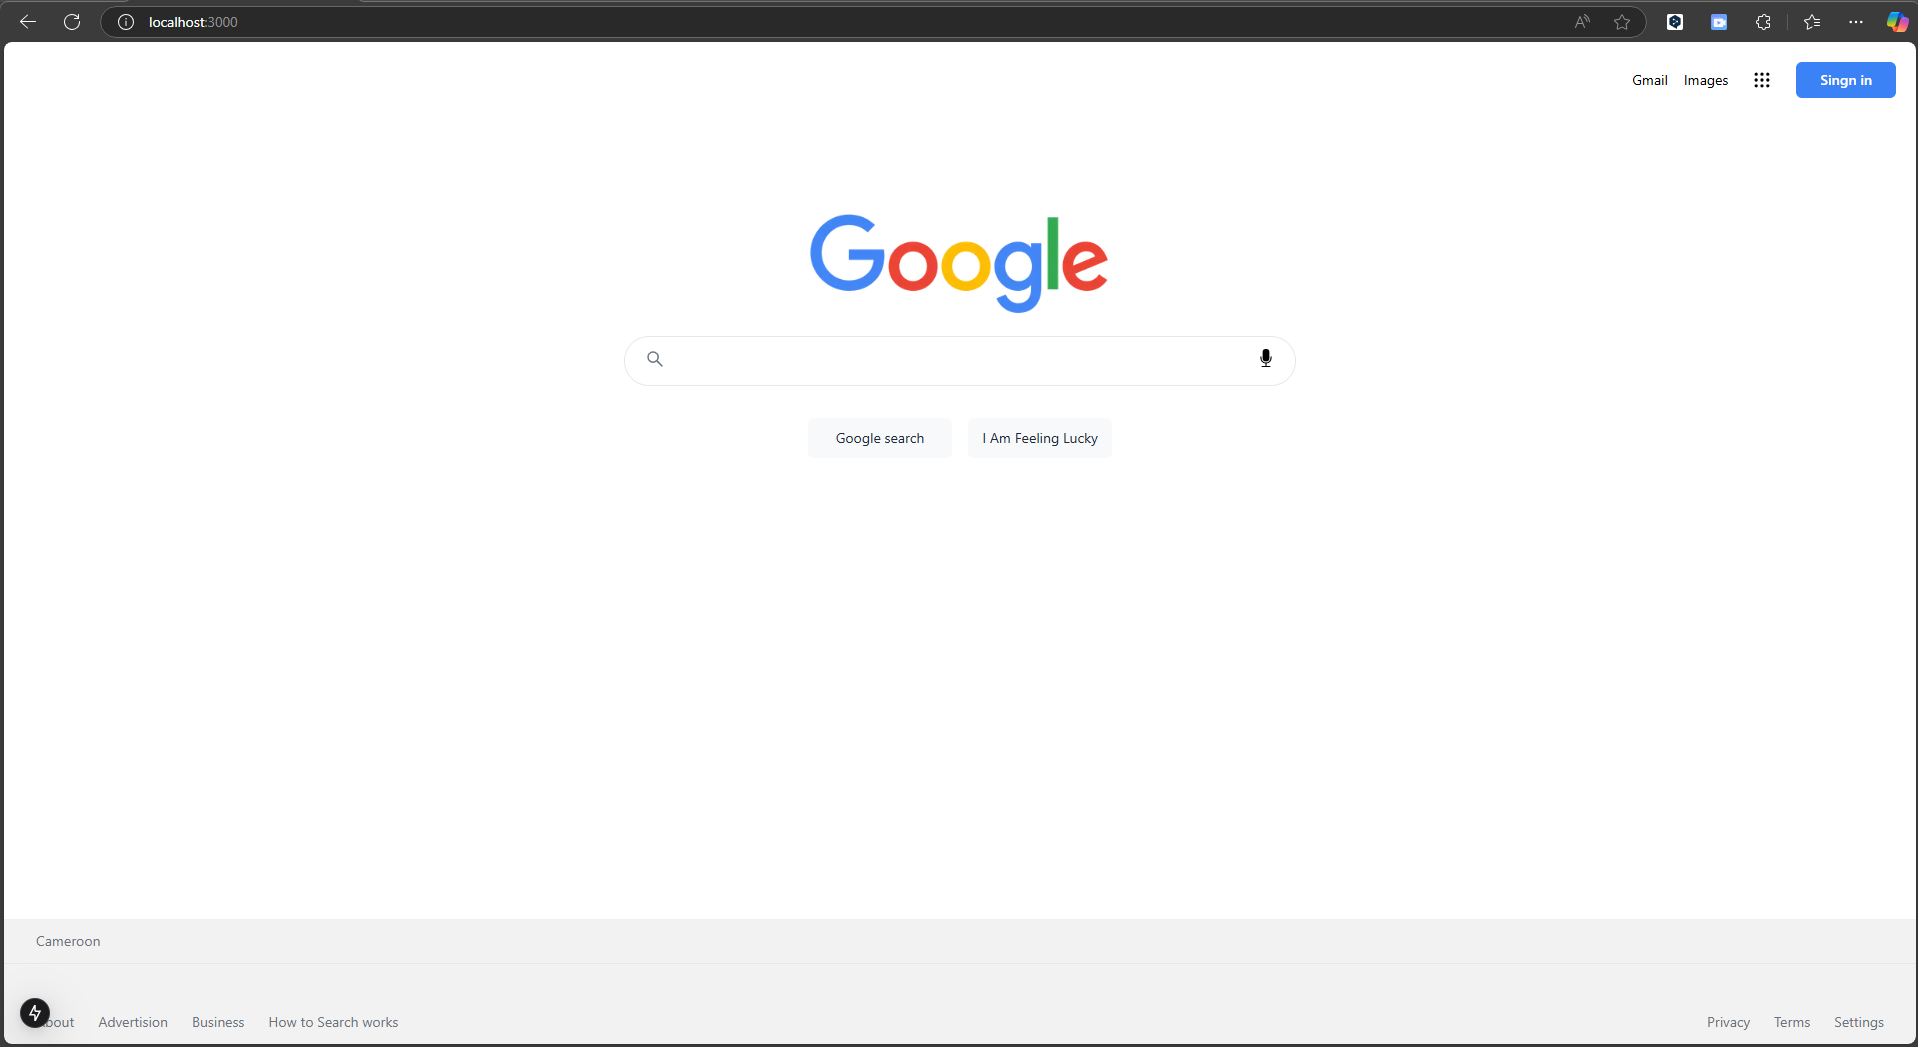 localhost:3000
Gmail Images Singn in
Google
Google search I Am Feeling Lucky
Cameroon
bout Advertision Business How to Search works Privacy Terms Settings